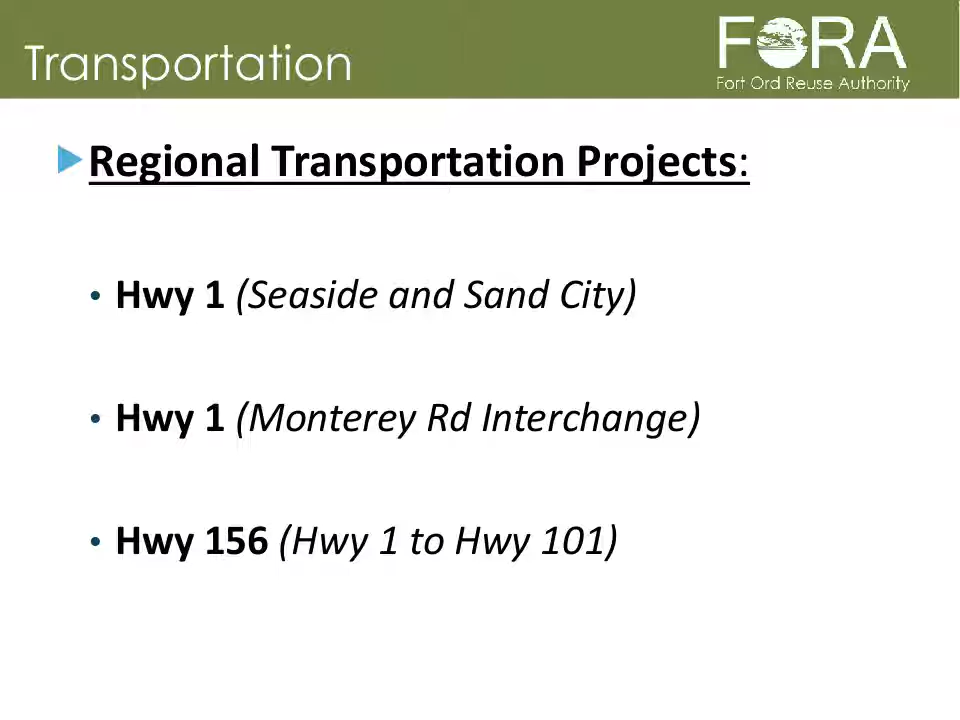 Transportation
FORA
Fort Ord Reuse Authority
Regional Transportation Projects:
• Hwy 1 (Seaside and Sand City)
• Hwy 1 (Monterey Rd Interchange)
• Hwy 156 (Hwy 1 to Hwy 101)